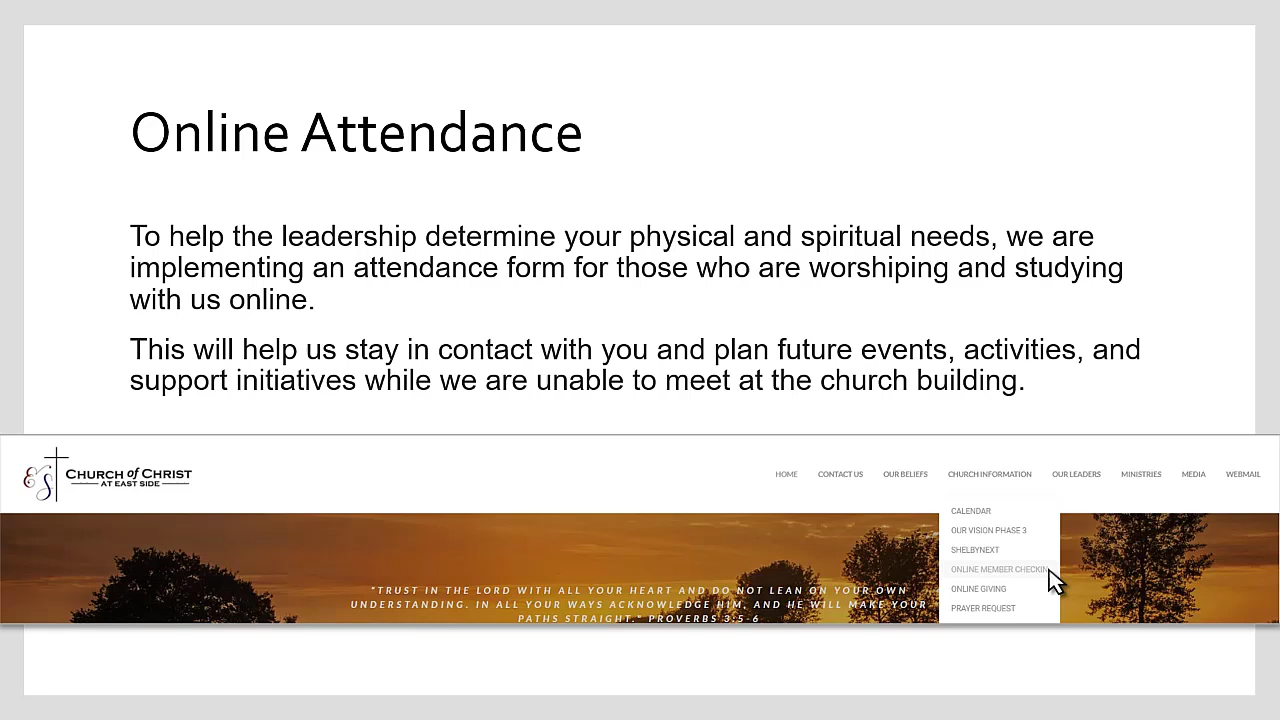 Online Attendance
To help the leadership determine your physical and spiritual needs, we are
implementing an attendance form for those who are worshiping and studying
with us online.
This will help us stay in contact with you and plan future events, activities, and
support initiatives while we are unable to meet at the church building.
ES
CHURCH of CHRIST
AT EAST SIDE
HOME CONTACT US OUR BELIEFS CHURCH INFORMATION OUR LEADERS MINISTRIES MEDIA WEBMAIL
CALENDAR
OUR VISION PHASE 3
SHELBYNEXT
ONLINE MEMBER CHECKIN
ONLINE GIVING
PRAYER REQUEST
"TRUST IN THE LORD WITH ALL YOUR HEART AND DO NOT LEAN ON YOUR OWN
UNDERSTANDING. IN ALL YOUR WAYS ACKNOWLEDGE HIM, AND HE WILL MAKE YOUR
PATHS STRAIGHT." PROVERBS 3:5-6